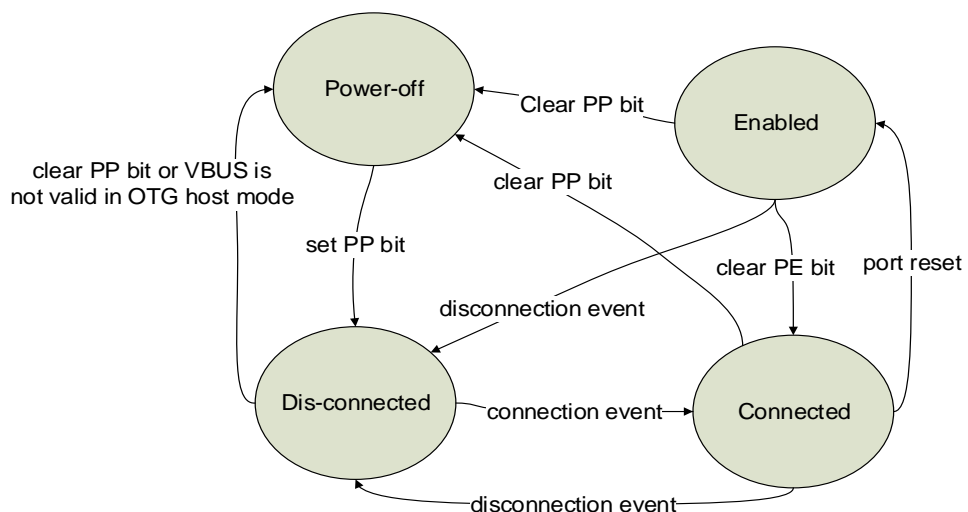 Power-off
Enabled
Clear PP bit
clear PP bit or VBUS is
not valid in OTG host mode
clear PP bit
set PP bit
clear PE bit
port reset
disconnection event
Dis-connected
connection event
Connected
disconnection event